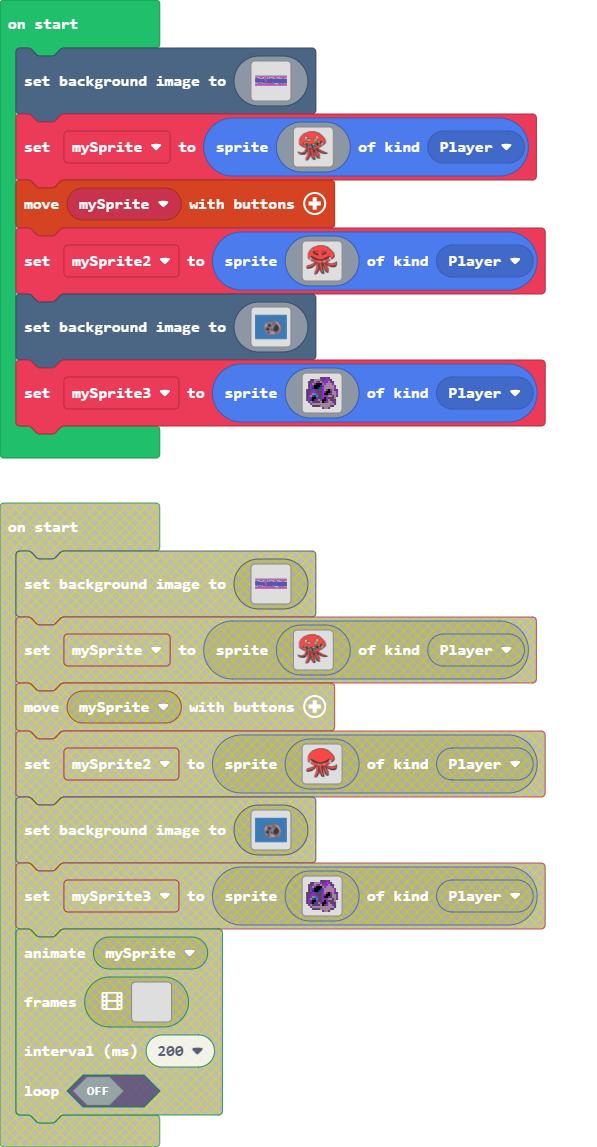 on start
set background image to
set mySprite to sprite of kind Player
move mySprite with buttons
set mySprite2 to sprite of kind Player
set background image to
set mySprite3 to sprite of kind Player
on start
set background image to
set mySprite to sprite of kind Player
move mySprite with buttons
set mySprite2 to sprite of kind Player
set background image to
set mySprite3 to sprite of kind Player
animate mySprite
frames
interval (ms) 200
loop OFF